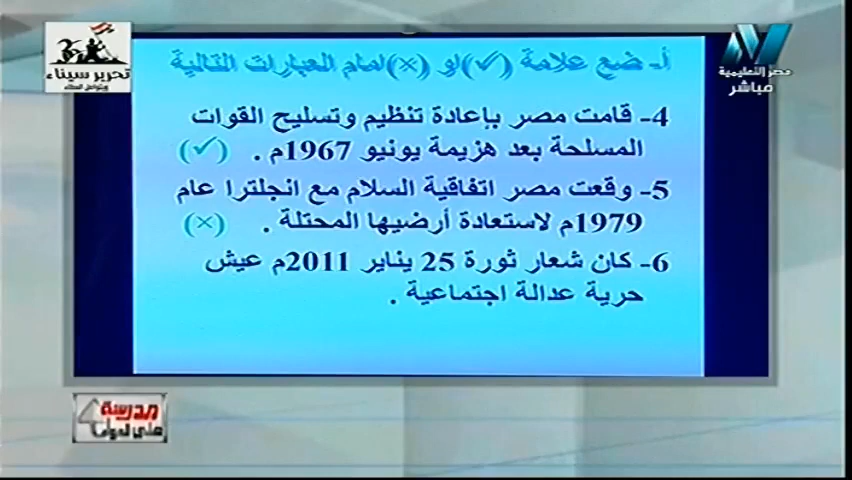 تحرير سيناء
مصر التعليمية
مباشر
أ- ضع علامة (✓)او (×)امام العبارات التالية
4- قامت مصر بإعادة تنظيم وتسليح القوات
المسلحة بعد هزيمة يونيو 1967م . (✓)
5- وقعت مصر اتفاقية السلام مع انجلترا عام
1979م لاستعادة أرضيها المحتلة . (×)
6- كان شعار ثورة 25 يناير 2011م عيش
حرية عدالة اجتماعية .
مدرسة
على الهواء